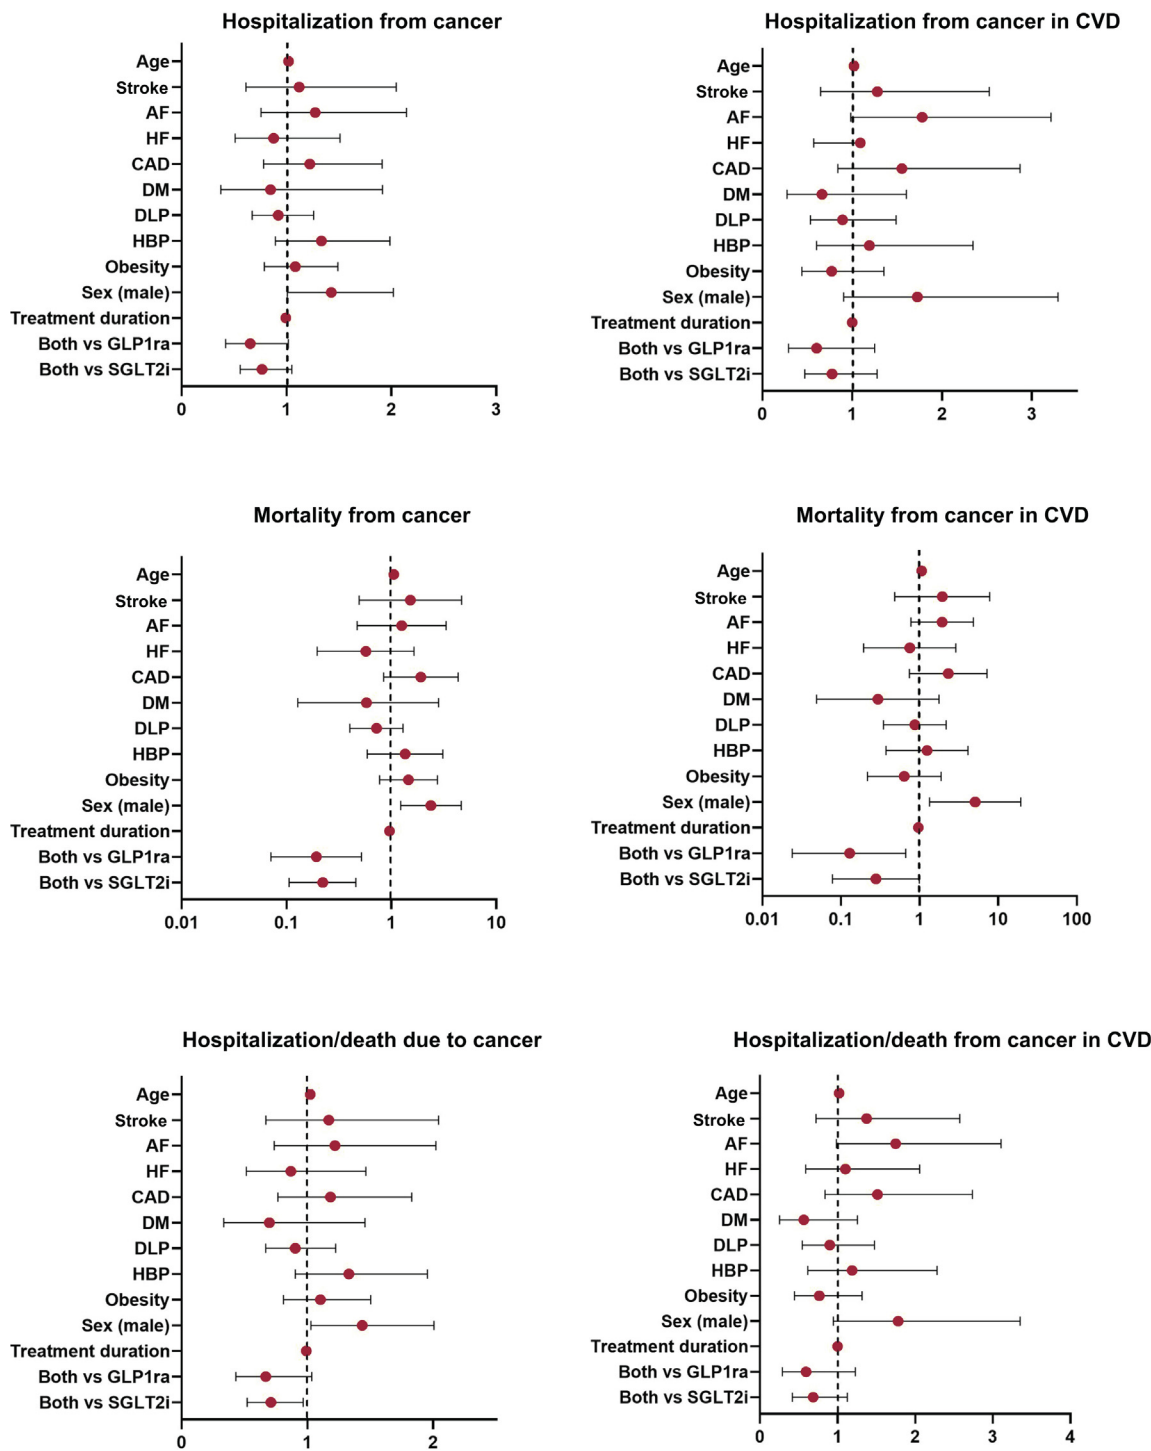 Hospitalization from cancer
Age
Stroke
AF
HF
CAD
DM
DLP
HBP
Obesity
Sex (male)
Treatment duration
Both vs GLP1ra
Both vs SGLT2i
0 1 2 3
Hospitalization from cancer in CVD
Age
Stroke
AF
HF
CAD
DM
DLP
HBP
Obesity
Sex (male)
Treatment duration
Both vs GLP1ra
Both vs SGLT2i
0 1 2 3
Mortality from cancer
Age
Stroke
AF
HF
CAD
DM
DLP
HBP
Obesity
Sex (male)
Treatment duration
Both vs GLP1ra
Both vs SGLT2i
0.01 0.1 1 10
Mortality from cancer in CVD
Age
Stroke
AF
HF
CAD
DM
DLP
HBP
Obesity
Sex (male)
Treatment duration
Both vs GLP1ra
Both vs SGLT2i
0.01 0.1 1 10 100
Hospitalization/death due to cancer
Age
Stroke
AF
HF
CAD
DM
DLP
HBP
Obesity
Sex (male)
Treatment duration
Both vs GLP1ra
Both vs SGLT2i
0 1 2
Hospitalization/death from cancer in CVD
Age
Stroke
AF
HF
CAD
DM
DLP
HBP
Obesity
Sex (male)
Treatment duration
Both vs GLP1ra
Both vs SGLT2i
0 1 2 3 4